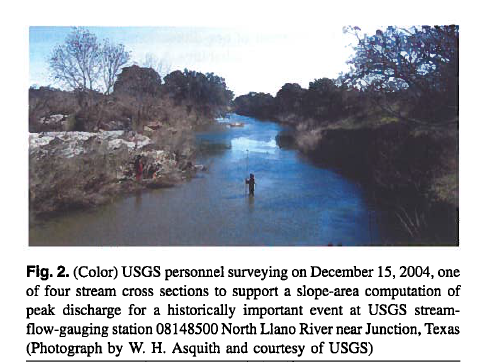 Fig. 2. (Color) USGS personnel surveying on December 15, 2004, one
of four stream cross sections to support a slope-area computation of
peak discharge for a historically important event at USGS stream-
flow-gauging station 08148500 North Llano River near Junction, Texas
(Photograph by W. H. Asquith and courtesy of USGS)